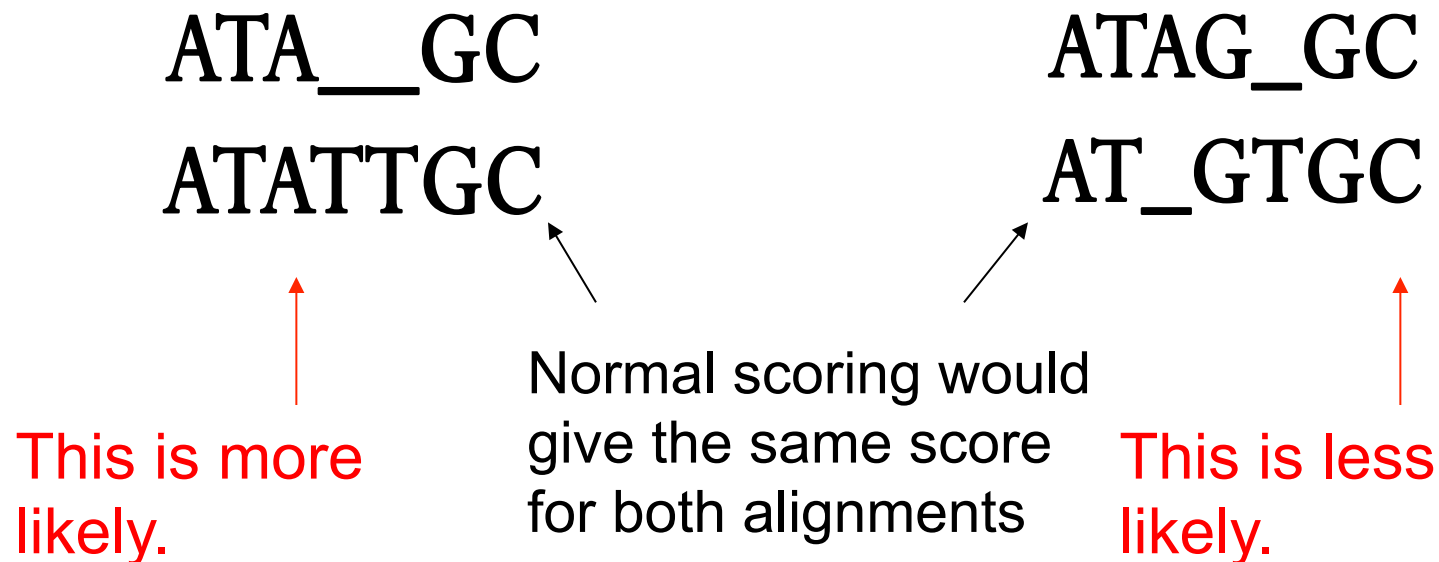 ATA__GC
ATATTGC
ATAG_GC
AT_GTGC
Normal scoring would
give the same score
for both alignments
This is more
likely.
This is less
likely.